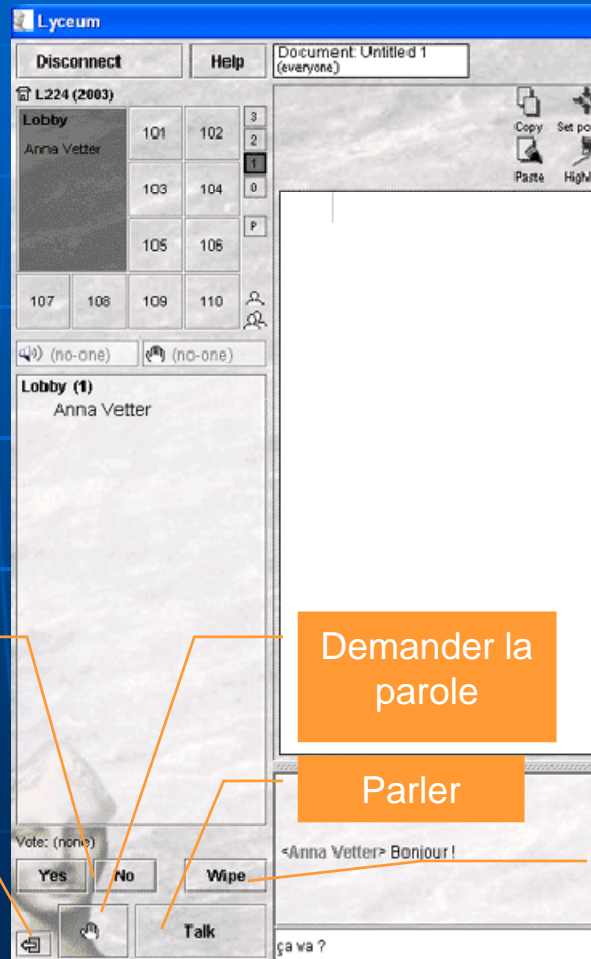 Lyceum
Disconnect
Help
Document: Untitled 1
(everyone)
L224 (2003)
Lobby
Anna Vetter
101
102
103
104
105
106
107
108
109
110
3
2
1
0
P
Copy
Paste
(no-one)
(no-one)
Lobby (1)
Anna Vetter
Demander la
parole
Parler
Vote: (none)
Yes
No
Wipe
Talk
<Anna Vetter> Bonjour !
ça va ?